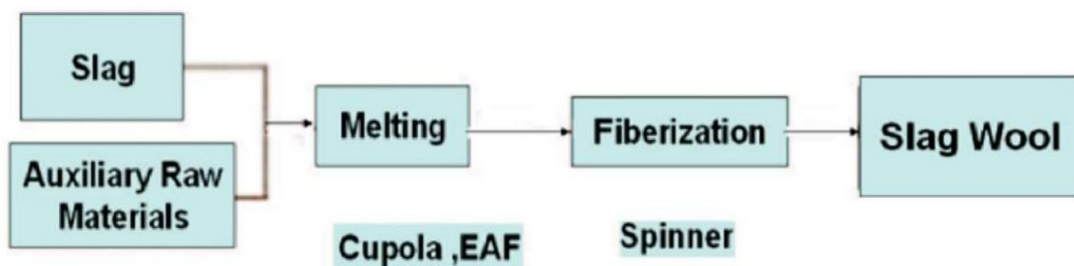 Slag
Auxiliary Raw
Materials
Melting
Cupola ,EAF
Fiberization
Spinner
Slag Wool